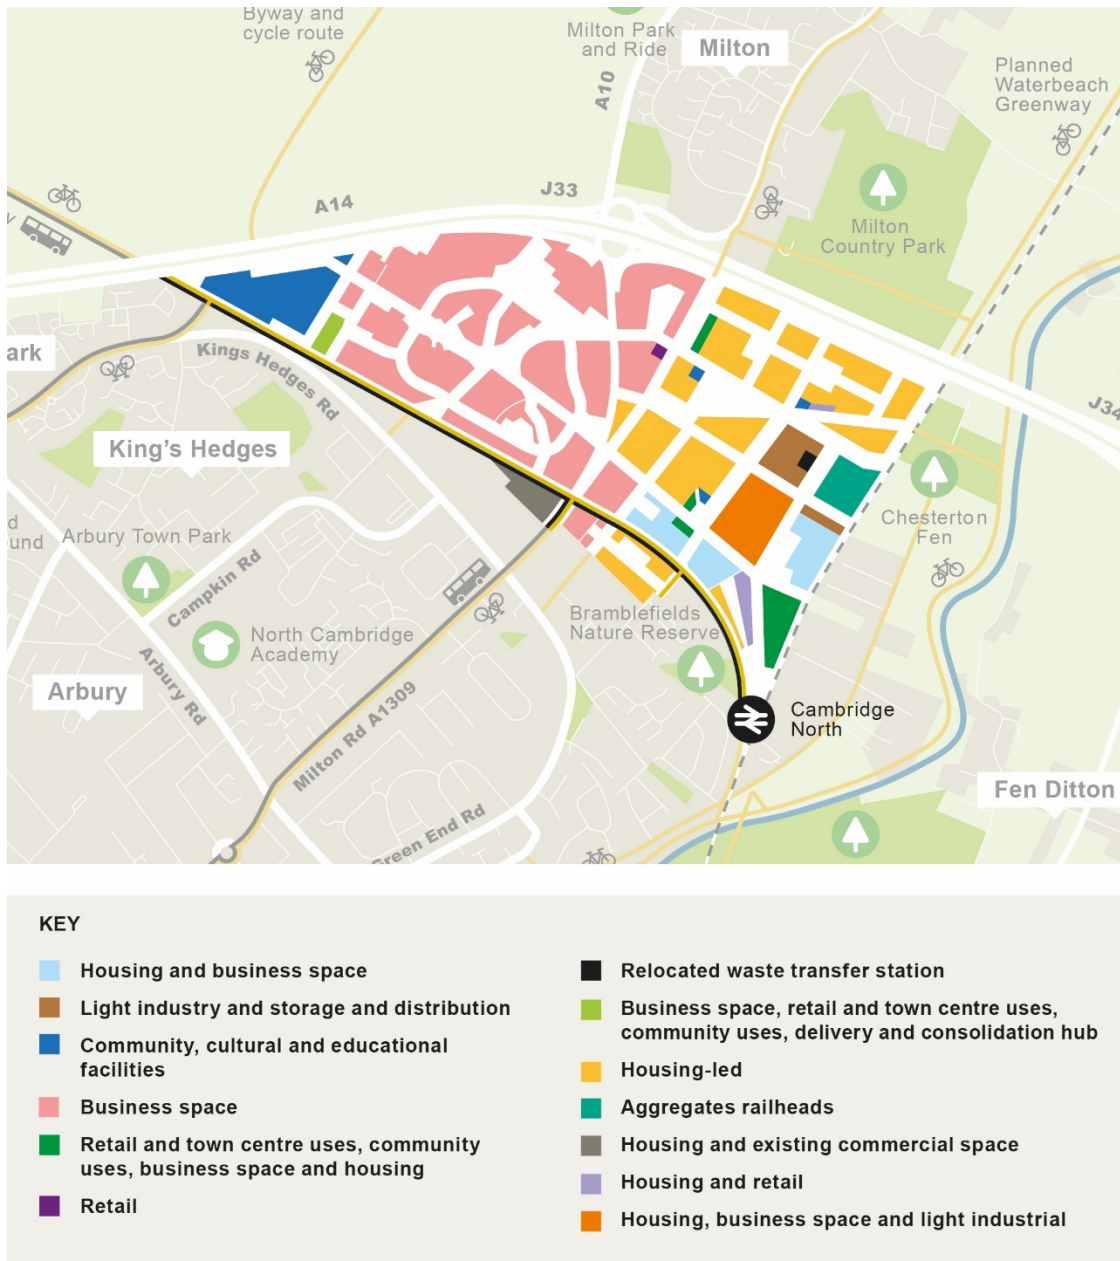 Byway and
cycle route
Milton Park
and Ride
Milton
A10
Planned
Waterbeach
Greenway
J33
A14
Milton
Country Park
ark
Kings Hedges Rd
J34
King's Hedges
Chesterton
Fen
d
und
Arbury Town Park
Campkin Rd
Bramblefields
Nature Reserve
North Cambridge
Academy
Arbury Rd
Arbury
Milton Rd A1309
Cambridge
North
Fen Ditton
Green End Rd
KEY
Housing and business space
Light industry and storage and distribution
Community, cultural and educational
facilities
Business space
Retail and town centre uses, community
uses, business space and housing
Retail
Relocated waste transfer station
Business space, retail and town centre uses,
community uses, delivery and consolidation hub
Housing-led
Aggregates railheads
Housing and existing commercial space
Housing and retail
Housing, business space and light industrial